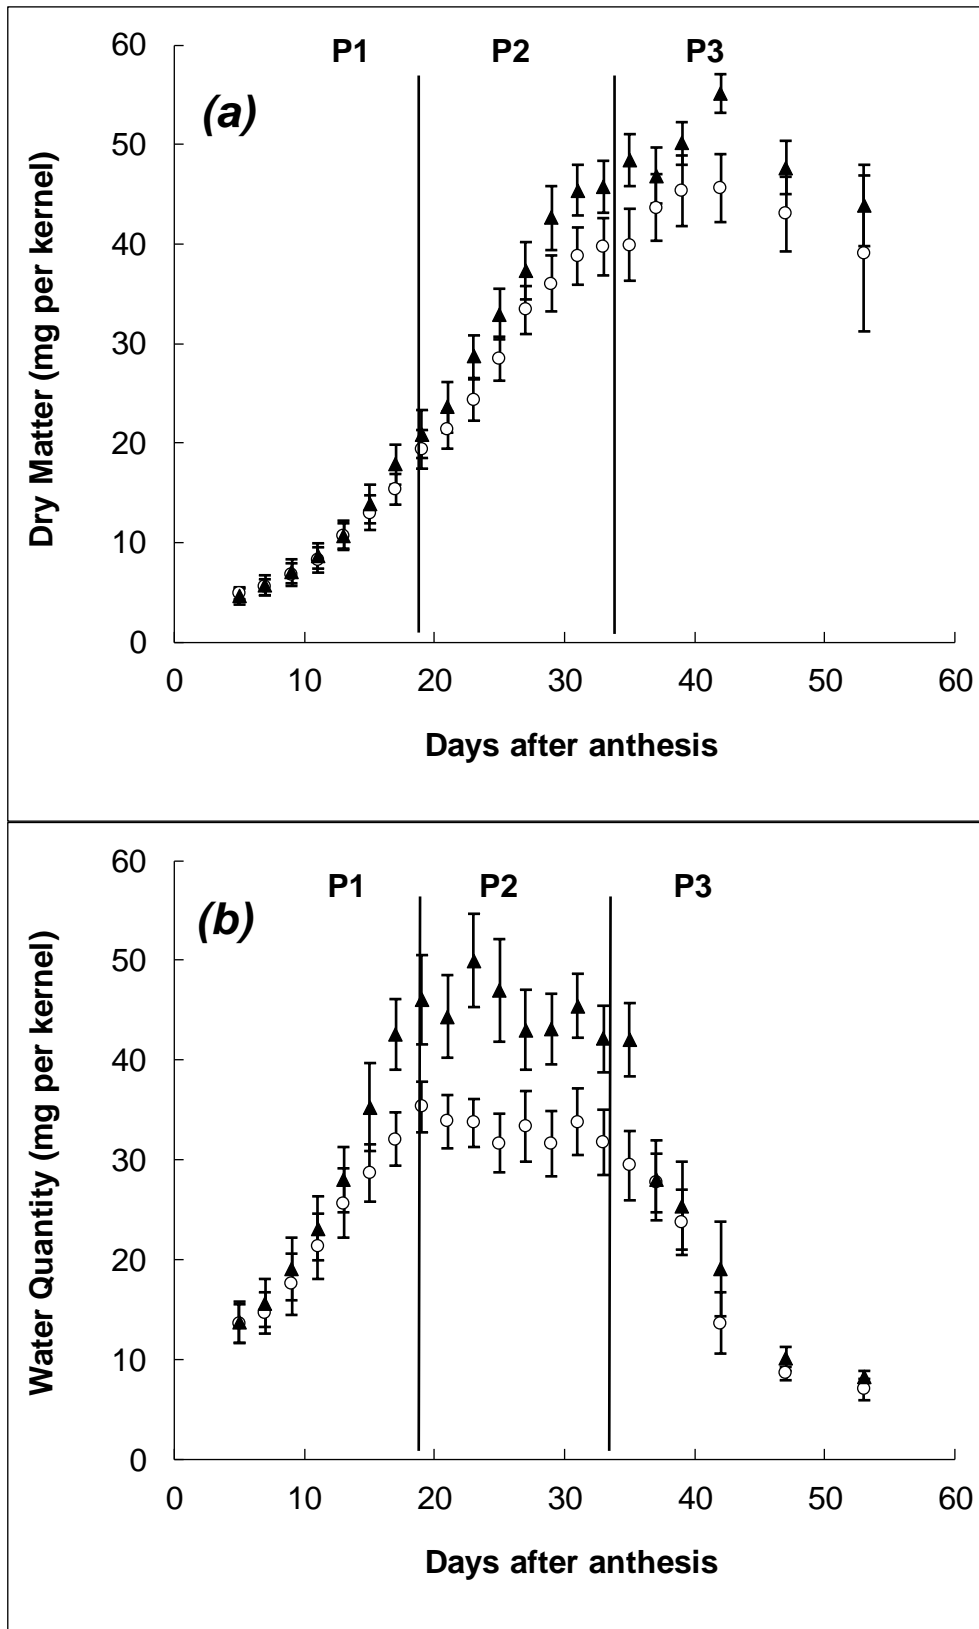 60
P1 P2 P3
(a)
50
40
30
20
10
0
0 10 20 30 40 50 60
Dry Matter (mg per kernel)
Days after anthesis
60
P1 P2 P3
(b)
50
40
30
20
10
0
0 10 20 30 40 50 60
Water Quantity (mg per kernel)
Days after anthesis